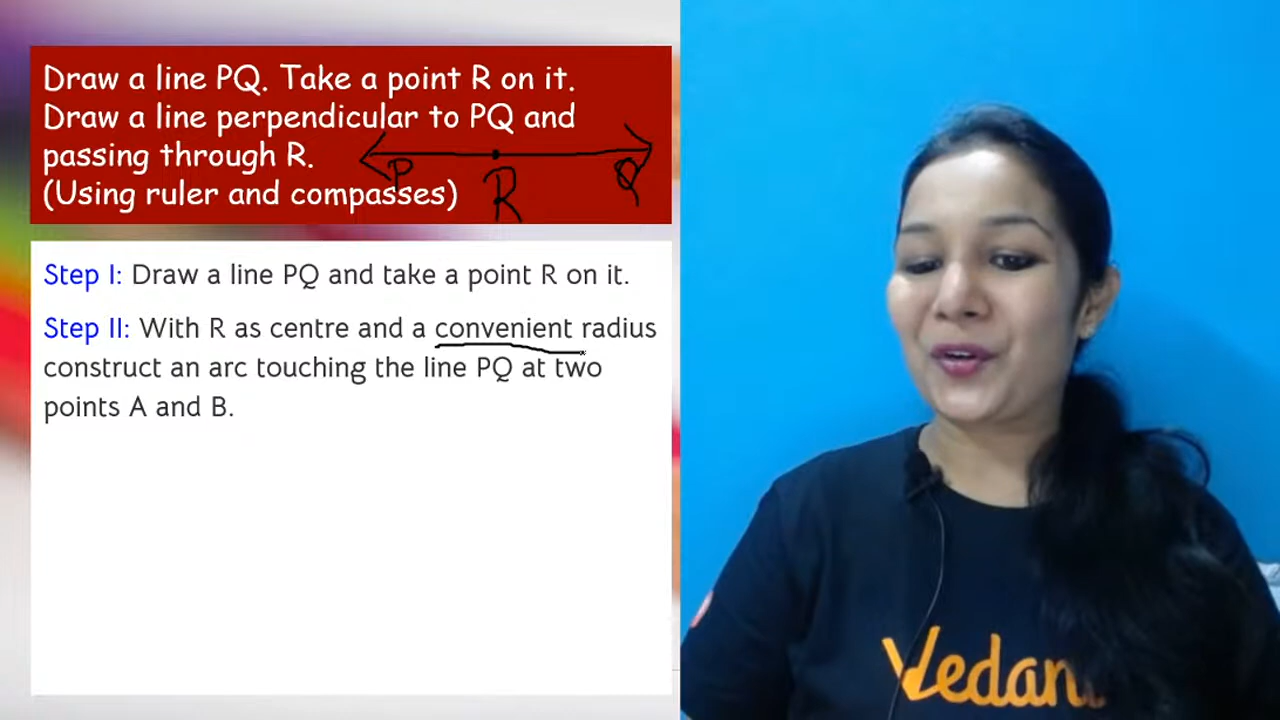 Draw a line PQ. Take a point R on it.
Draw a line perpendicular to PQ and
passing through R.
(Using ruler and compasses)
P
R
Q
Step I: Draw a line PQ and take a point R on it.
Step II: With R as centre and a convenient radius
construct an arc touching the line PQ at two
points A and B.
Vedant